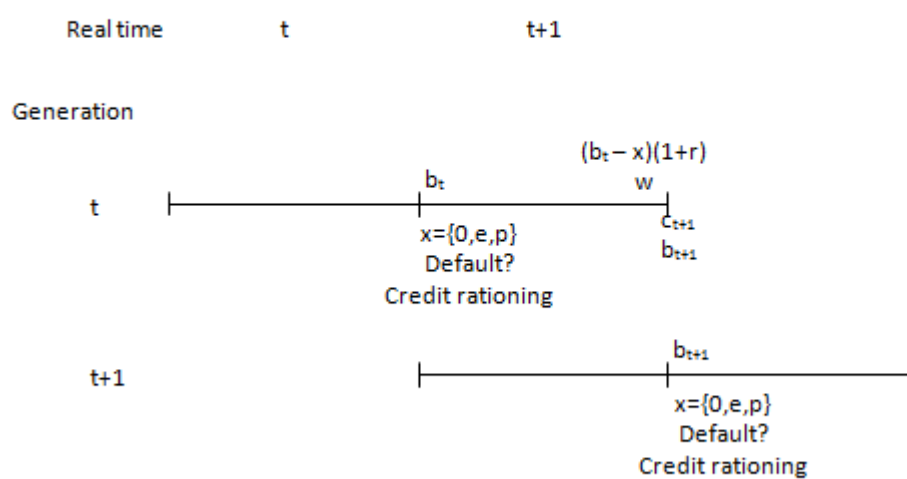 Real time t t+1
Generation
(bₜ – x)(1+r)
bₜ w
t
cₜ₊₁
x={0,e,p}
bₜ₊₁
Default?
Credit rationing
bₜ₊₁
t+1
x={0,e,p}
Default?
Credit rationing